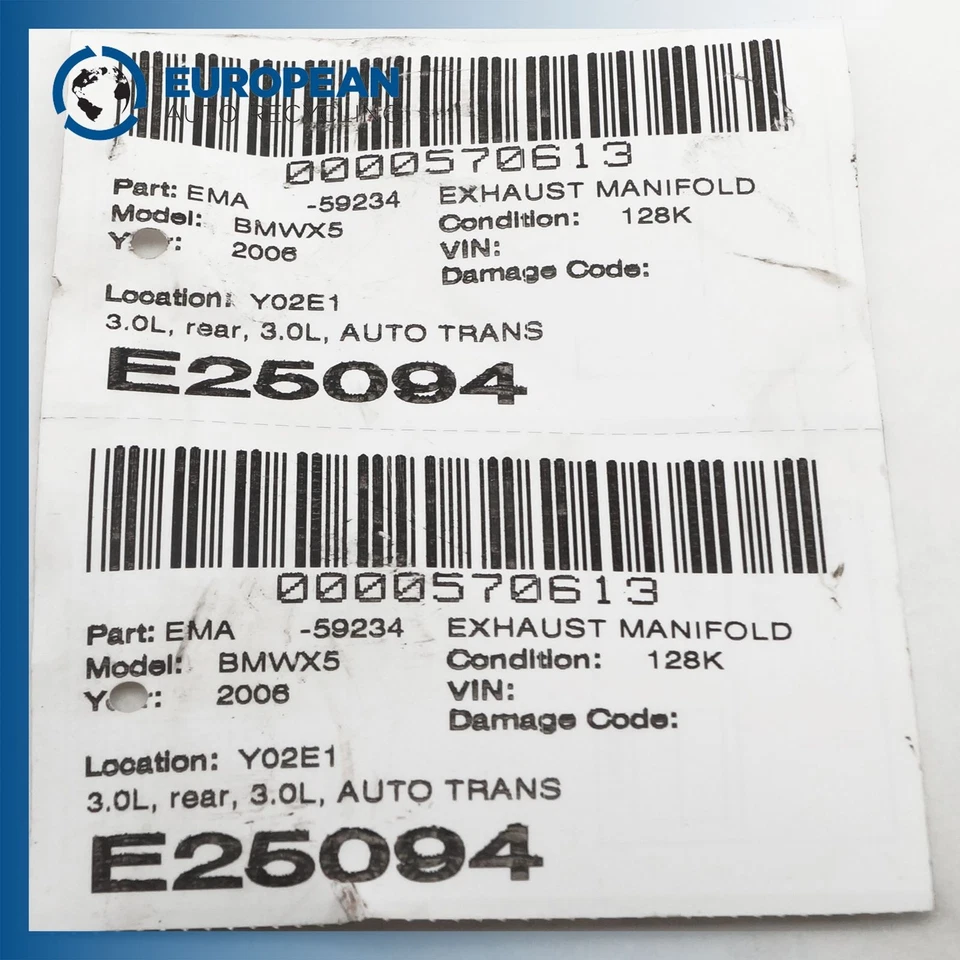 EUROPEAN
AUTO RECYCLING
0000570613
Part: EMA -59234 EXHAUST MANIFOLD
Model: BMWX5 Condition: 128K
2006 VIN:
Damage Code:
Location: Y02E1
3.0L, rear, 3.0L, AUTO TRANS
E25094
0000570613
Part: EMA -59234 EXHAUST MANIFOLD
Model: BMWX5 Condition: 128K
2006 VIN:
Damage Code:
Location: Y02E1
3.0L, rear, 3.0L, AUTO TRANS
E25094